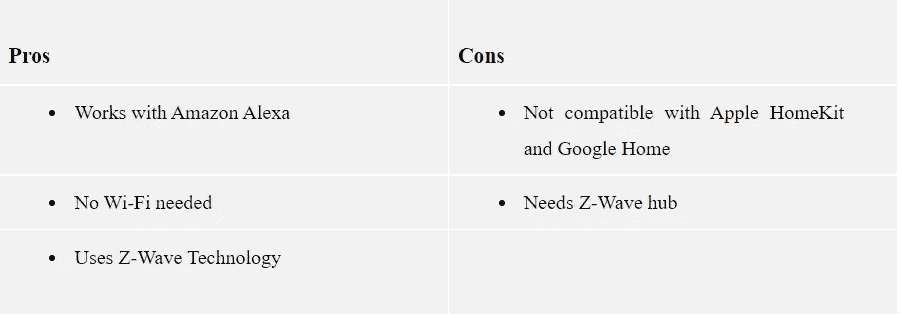 Pros
Cons
• Works with Amazon Alexa
• Not compatible with Apple HomeKit
and Google Home
• No Wi-Fi needed
• Needs Z-Wave hub
• Uses Z-Wave Technology